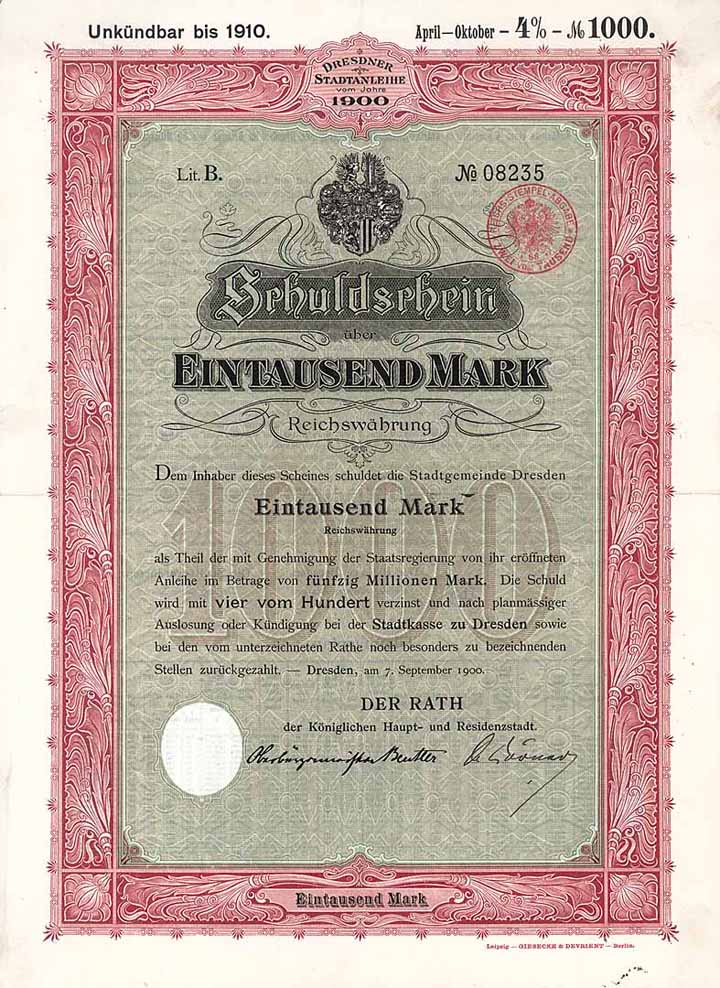 Unkündbar bis 1910.
April—Oktober – 4% – ℳ 1000.
DRESDNER
STADTANLEIHE
vom Jahre
1900
Lit. B.
№ 08235
REICHS-STEMPEL-ABGABE
Schuldschein
über
EINTAUSEND MARK
Reichswährung
1000
Dem Inhaber dieses Scheines schuldet die Stadtgemeinde Dresden
Eintausend Mark
Reichswährung
als Theil der mit Genehmigung der Staatsregierung von ihr eröffneten
Anleihe im Betrage von fünfzig Millionen Mark. Die Schuld
wird mit vier vom Hundert verzinst und nach planmässiger
Auslosung oder Kündigung bei der Stadtkasse zu Dresden sowie
bei den vom unterzeichneten Rathe noch besonders zu bezeichnenden
Stellen zurückgezahlt. — Dresden, am 7. September 1900.
DER RATH
der Königlichen Haupt- und Residenzstadt.
Oberbürgermeister Beutler
Eintausend Mark
Leipzig — GIESECKE & DEVRIENT — Berlin.